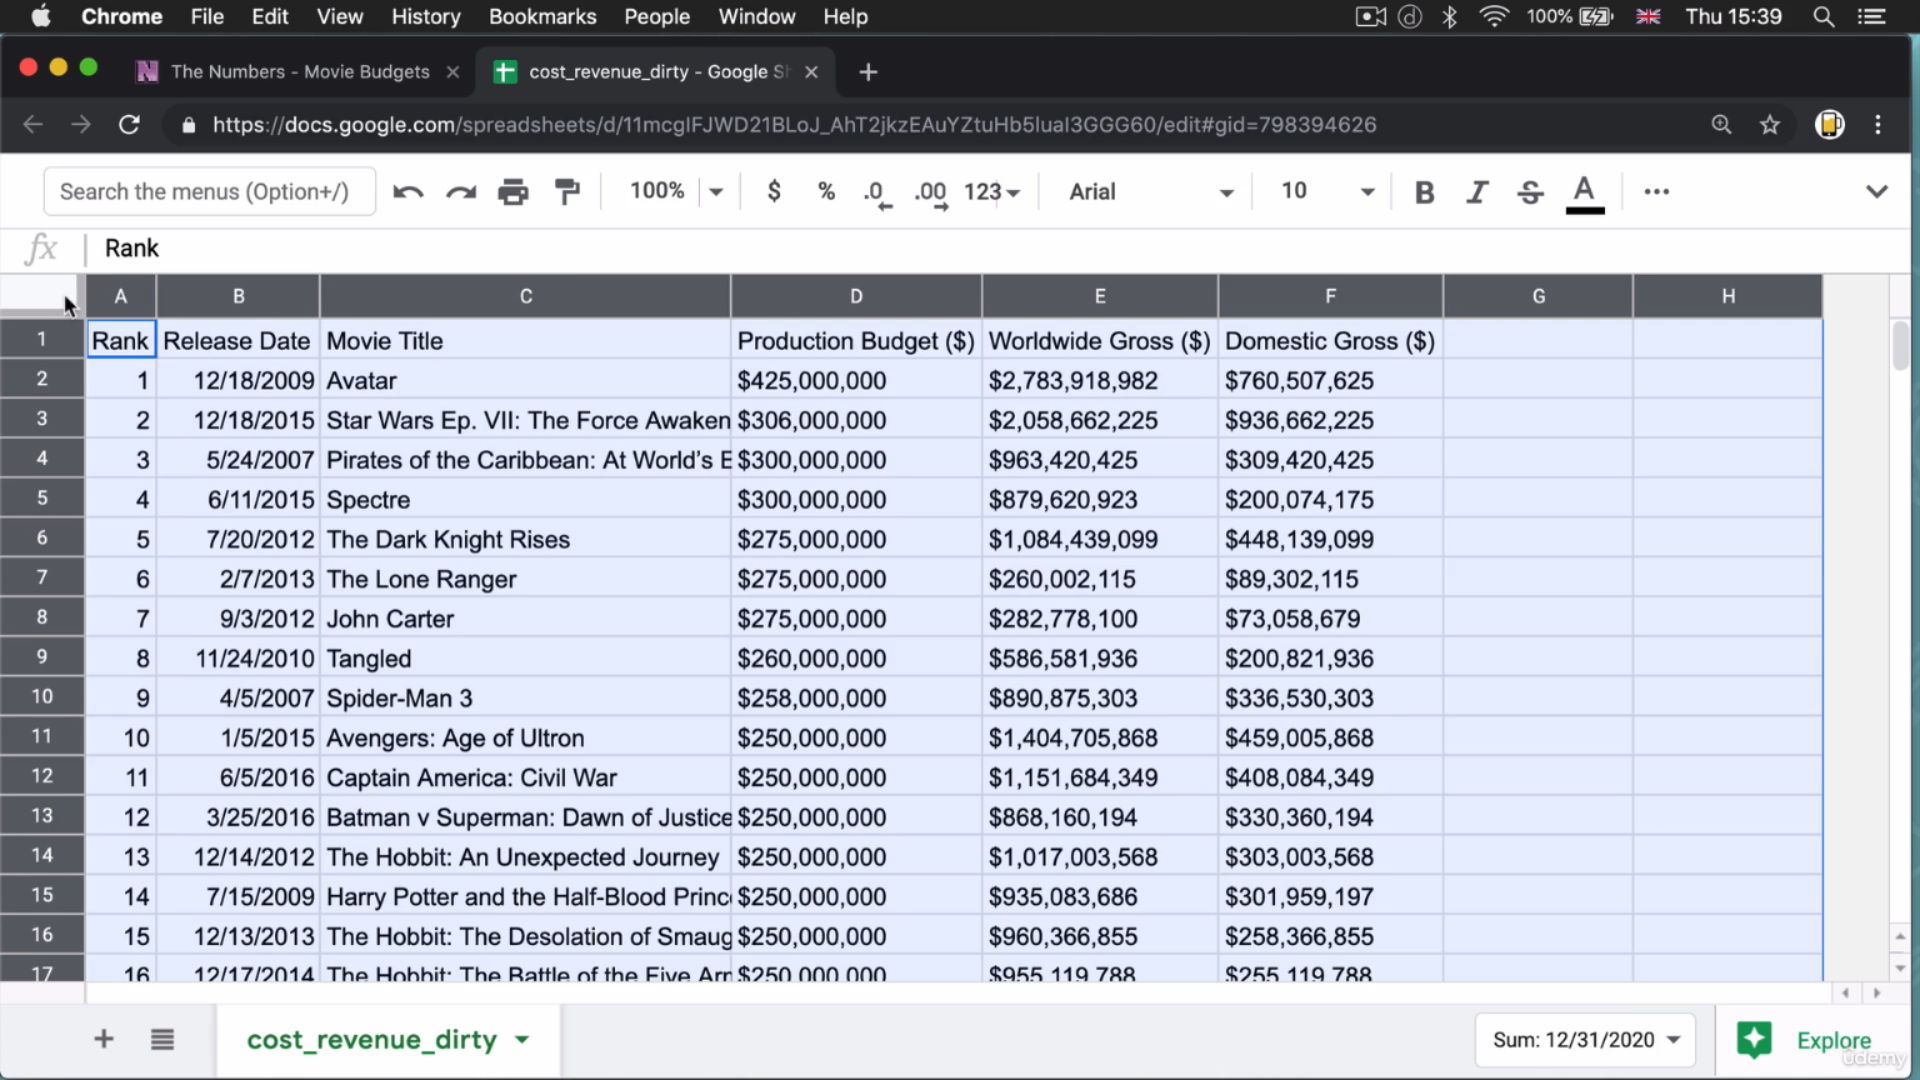 Chrome File Edit View History Bookmarks People Window Help 100% Thu 15:39
The Numbers - Movie Budgets cost_revenue_dirty - Google Sh
https://docs.google.com/spreadsheets/d/11mcgIFJWD21BLoJ_AhT2jkzEAuYZtuHb5luaI3GGG60/edit#gid=798394626
Search the menus (Option+/) 100% $ % .0 .00 123 Arial 10 B I S A
fx Rank
A B C D E F G H
1 Rank Release Date Movie Title Production Budget ($) Worldwide Gross ($) Domestic Gross ($)
2 1 12/18/2009 Avatar $425,000,000 $2,783,918,982 $760,507,625
3 2 12/18/2015 Star Wars Ep. VII: The Force Awaken $306,000,000 $2,058,662,225 $936,662,225
4 3 5/24/2007 Pirates of the Caribbean: At World’s E $300,000,000 $963,420,425 $309,420,425
5 4 6/11/2015 Spectre $300,000,000 $879,620,923 $200,074,175
6 5 7/20/2012 The Dark Knight Rises $275,000,000 $1,084,439,099 $448,139,099
7 6 2/7/2013 The Lone Ranger $275,000,000 $260,002,115 $89,302,115
8 7 9/3/2012 John Carter $275,000,000 $282,778,100 $73,058,679
9 8 11/24/2010 Tangled $260,000,000 $586,581,936 $200,821,936
10 9 4/5/2007 Spider-Man 3 $258,000,000 $890,875,303 $336,530,303
11 10 1/5/2015 Avengers: Age of Ultron $250,000,000 $1,404,705,868 $459,005,868
12 11 6/5/2016 Captain America: Civil War $250,000,000 $1,151,684,349 $408,084,349
13 12 3/25/2016 Batman v Superman: Dawn of Justice $250,000,000 $868,160,194 $330,360,194
14 13 12/14/2012 The Hobbit: An Unexpected Journey $250,000,000 $1,017,003,568 $303,003,568
15 14 7/15/2009 Harry Potter and the Half-Blood Princ $250,000,000 $935,083,686 $301,959,197
16 15 12/13/2013 The Hobbit: The Desolation of Smaug $250,000,000 $960,366,855 $258,366,855
17 16 12/17/2014 The Hobbit: The Battle of the Five Arm $250,000,000 $955,119,788 $255,119,788
cost_revenue_dirty Sum: 12/31/2020 Explore
ûdemy